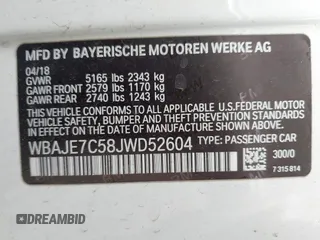 MFD BY BAYERISCHE MOTOREN WERKE AG
04/18
GVWR 5165 lbs 2343 kg
GAWR FRONT 2579 lbs 1170 kg
GAWR REAR 2740 lbs 1243 kg
THIS VEHICLE CONFORMS TO ALL APPLICABLE U.S. FEDERAL
MOTOR VEHICLE SAFETY, BUMPER, AND THEFT PREVENTION
STANDARDS IN EFFECT ON THE DATE OF MANUFACTURE SHOWN ABOVE.
WBAJE7C58JWD52604 TYPE: PASSENGER CAR
300/0
7 315 814
AUTOBIDMASTER